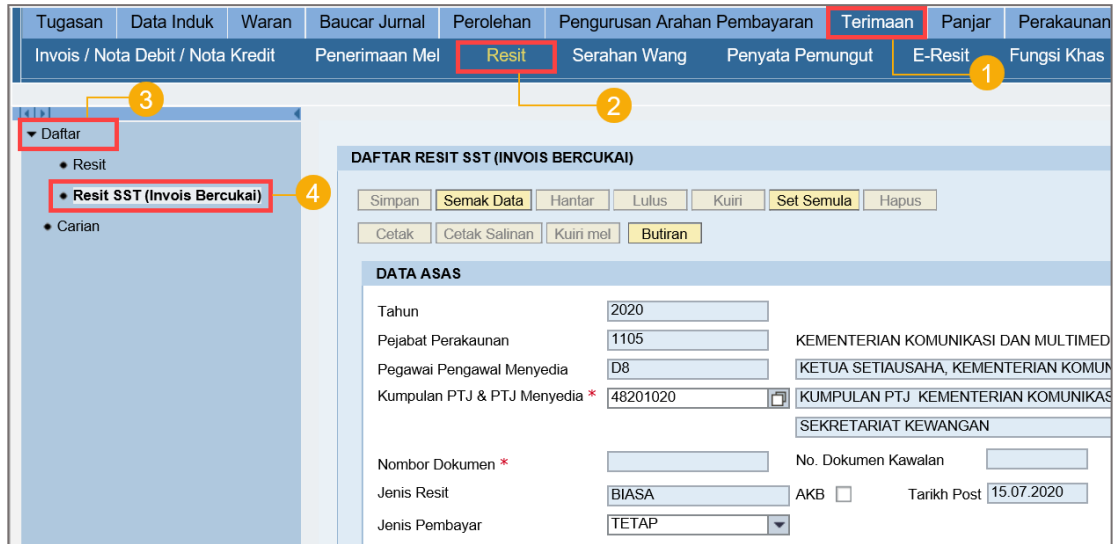 Tugasan Data Induk Waran Baucar Jurnal Perolehan Pengurusan Arahan Pembayaran Terimaan Panjar Perakaunan
Invois / Nota Debit / Nota Kredit Penerimaan Mel Resit Serahan Wang Penyata Pemungut E-Resit Fungsi Khas
1
2
3
Daftar
Resit
Resit SST (Invois Bercukai)
4
Carian
DAFTAR RESIT SST (INVOIS BERCUKAI)
Simpan Semak Data Hantar Lulus Kuiri Set Semula Hapus
Cetak Cetak Salinan Kuiri mel Butiran
DATA ASAS
Tahun 2020
Pejabat Perakaunan 1105 KEMENTERIAN KOMUNIKASI DAN MULTIMED
Pegawai Pengawal Menyedia D8 KETUA SETIAUSAHA, KEMENTERIAN KOMUN
Kumpulan PTJ & PTJ Menyedia * 48201020 KUMPULAN PTJ KEMENTERIAN KOMUNIKAS
SEKRETARIAT KEWANGAN
Nombor Dokumen * No. Dokumen Kawalan
Jenis Resit BIASA AKB Tarikh Post 15.07.2020
Jenis Pembayar TETAP